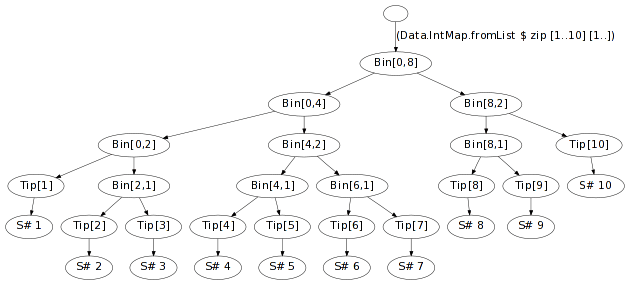 (Data.IntMap.fromList $ zip [1..10] [1..])
Bin[0,8]
Bin[0,4]
Bin[8,2]
Bin[0,2]
Bin[4,2]
Bin[8,1]
Tip[10]
Tip[1]
Bin[2,1]
Bin[4,1]
Bin[6,1]
Tip[8]
Tip[9]
S# 10
S# 1
Tip[2]
Tip[3]
Tip[4]
Tip[5]
Tip[6]
Tip[7]
S# 8
S# 9
S# 2
S# 3
S# 4
S# 5
S# 6
S# 7